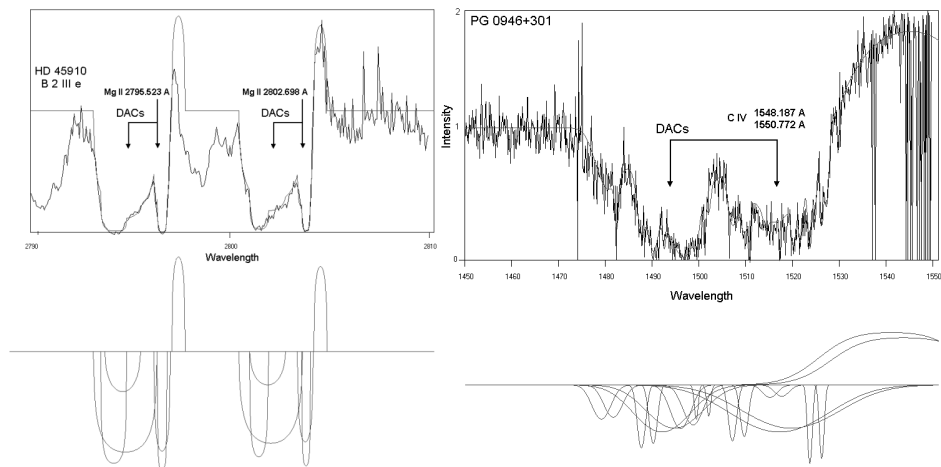 HD 45910
B 2 III e
Mg II 2795.523 A
DACs
Mg II 2802.698 A
DACs
2790
2800
2810
Wavelength
PG 0946+301
2
1
0
Intensity
DACs
C IV
1548.187 A
1550.772 A
1450
1460
1470
1480
1490
1500
1510
1520
1530
1540
1550
Wavelength